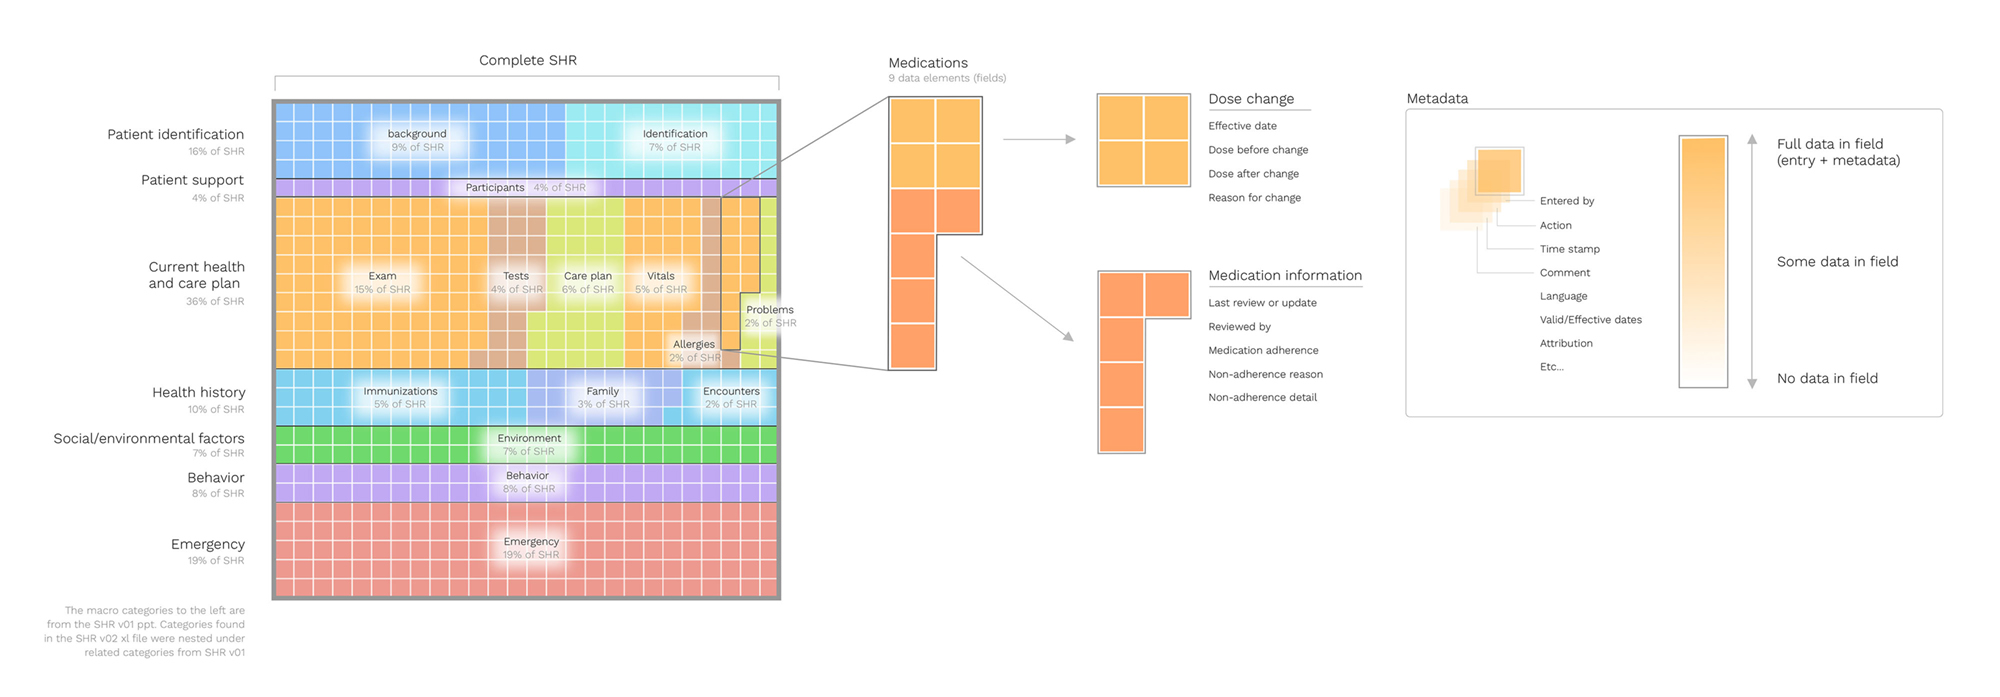 Complete SHR
Patient identification
16% of SHR
Patient support
4% of SHR
Current health
and care plan
36% of SHR
Health history
10% of SHR
Social/environmental factors
7% of SHR
Behavior
8% of SHR
Emergency
19% of SHR
The macro categories to the left are
from the SHR v01 ppt. Categories found
in the SHR v02 xl file were nested under
related categories from SHR v01
background
9% of SHR
Identification
7% of SHR
Participants 4% of SHR
Exam
15% of SHR
Tests
4% of SHR
Care plan
6% of SHR
Vitals
5% of SHR
Problems
2% of SHR
Allergies
2% of SHR
Immunizations
5% of SHR
Family
3% of SHR
Encounters
2% of SHR
Environment
7% of SHR
Behavior
8% of SHR
Emergency
19% of SHR
Medications
9 data elements (fields)
Dose change
Effective date
Dose before change
Dose after change
Reason for change
Medication information
Last review or update
Reviewed by
Medication adherence
Non-adherence reason
Non-adherence detail
Metadata
Entered by
Action
Time stamp
Comment
Language
Valid/Effective dates
Attribution
Etc...
Full data in field
(entry + metadata)
Some data in field
No data in field